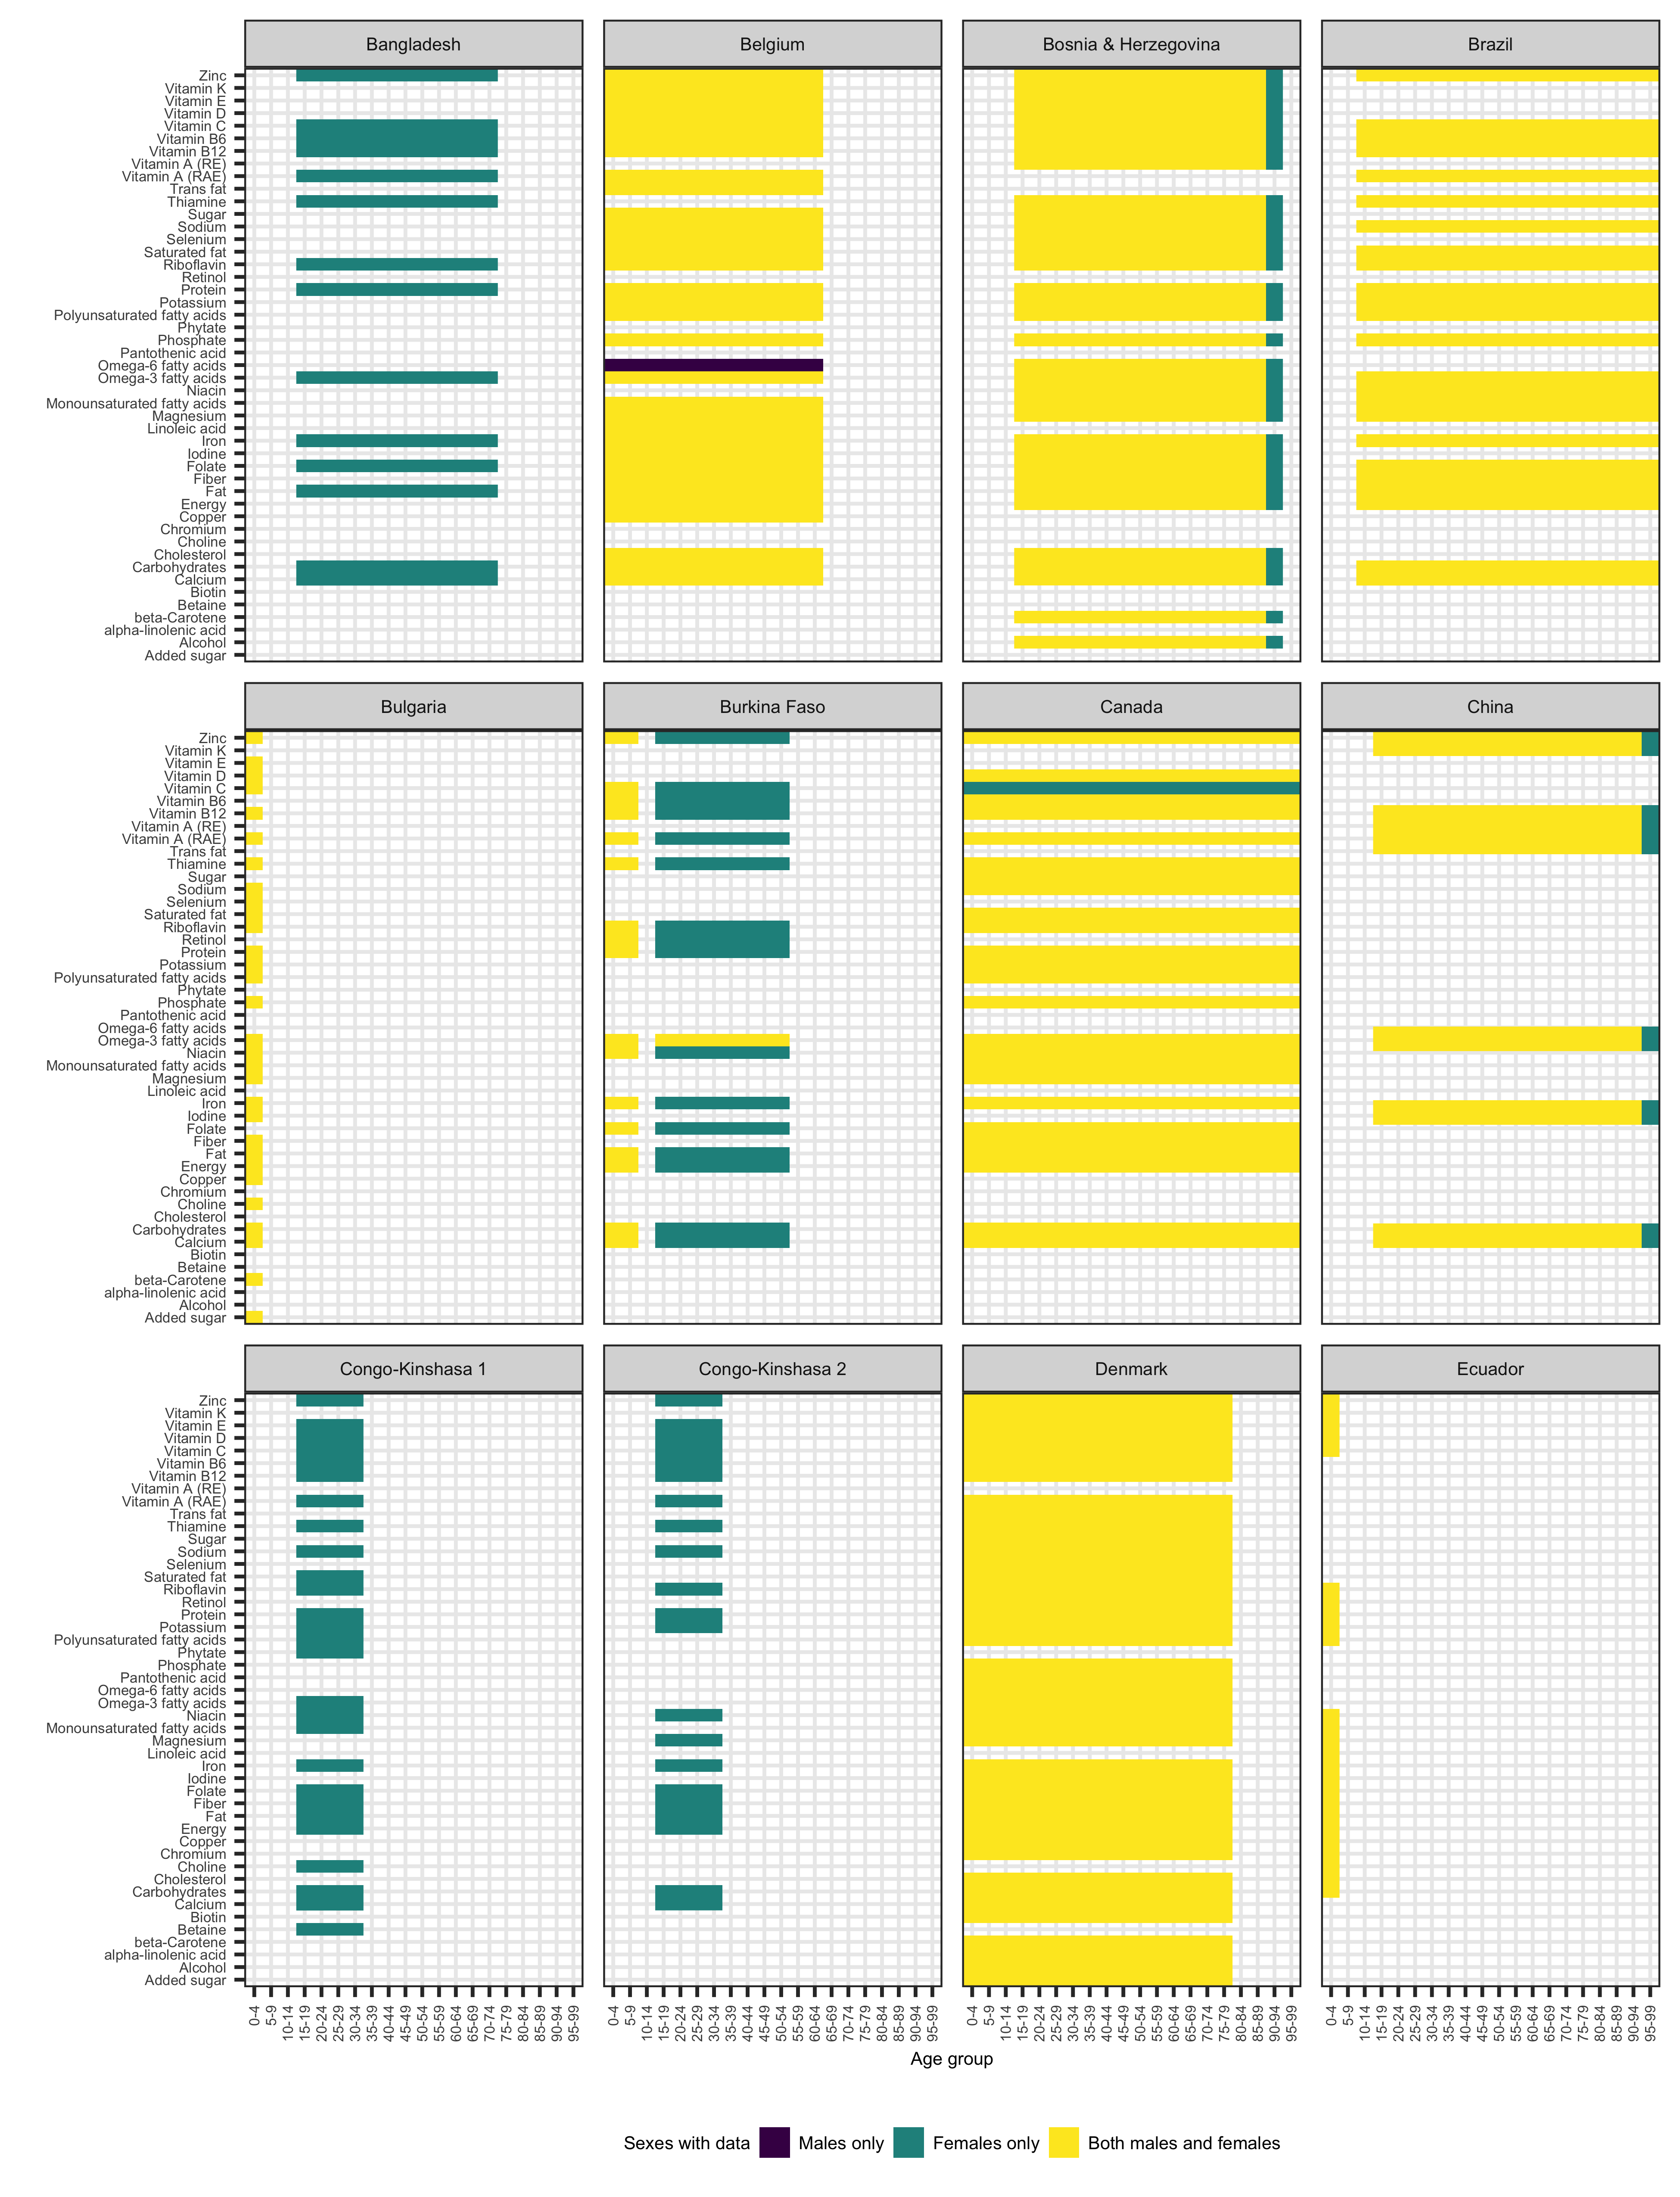 Bangladesh
Belgium
Bosnia & Herzegovina
Brazil
Zinc
Vitamin K
Vitamin E
Vitamin D
Vitamin C
Vitamin B6
Vitamin B12
Vitamin A (RE)
Vitamin A (RAE)
Trans fat
Thiamine
Sugar
Sodium
Selenium
Saturated fat
Riboflavin
Retinol
Protein
Potassium
Polyunsaturated fatty acids
Phytate
Phosphate
Pantothenic acid
Omega-6 fatty acids
Omega-3 fatty acids
Niacin
Monounsaturated fatty acids
Magnesium
Linoleic acid
Iron
Iodine
Folate
Fiber
Fat
Energy
Copper
Chromium
Choline
Cholesterol
Carbohydrates
Calcium
Biotin
Betaine
beta-Carotene
alpha-linolenic acid
Alcohol
Added sugar
Bulgaria
Burkina Faso
Canada
China
Zinc
Vitamin K
Vitamin E
Vitamin D
Vitamin C
Vitamin B6
Vitamin B12
Vitamin A (RE)
Vitamin A (RAE)
Trans fat
Thiamine
Sugar
Sodium
Selenium
Saturated fat
Riboflavin
Retinol
Protein
Potassium
Polyunsaturated fatty acids
Phytate
Phosphate
Pantothenic acid
Omega-6 fatty acids
Omega-3 fatty acids
Niacin
Monounsaturated fatty acids
Magnesium
Linoleic acid
Iron
Iodine
Folate
Fiber
Fat
Energy
Copper
Chromium
Choline
Cholesterol
Carbohydrates
Calcium
Biotin
Betaine
beta-Carotene
alpha-linolenic acid
Alcohol
Added sugar
Congo-Kinshasa 1
Congo-Kinshasa 2
Denmark
Ecuador
Zinc
Vitamin K
Vitamin E
Vitamin D
Vitamin C
Vitamin B6
Vitamin B12
Vitamin A (RE)
Vitamin A (RAE)
Trans fat
Thiamine
Sugar
Sodium
Selenium
Saturated fat
Riboflavin
Retinol
Protein
Potassium
Polyunsaturated fatty acids
Phytate
Phosphate
Pantothenic acid
Omega-6 fatty acids
Omega-3 fatty acids
Niacin
Monounsaturated fatty acids
Magnesium
Linoleic acid
Iron
Iodine
Folate
Fiber
Fat
Energy
Copper
Chromium
Choline
Cholesterol
Carbohydrates
Calcium
Biotin
Betaine
beta-Carotene
alpha-linolenic acid
Alcohol
Added sugar
0-4
5-9
10-14
15-19
20-24
25-29
30-34
35-39
40-44
45-49
50-54
55-59
60-64
65-69
70-74
75-79
80-84
85-89
90-94
95-99
0-4
5-9
10-14
15-19
20-24
25-29
30-34
35-39
40-44
45-49
50-54
55-59
60-64
65-69
70-74
75-79
80-84
85-89
90-94
95-99
0-4
5-9
10-14
15-19
20-24
25-29
30-34
35-39
40-44
45-49
50-54
55-59
60-64
65-69
70-74
75-79
80-84
85-89
90-94
95-99
0-4
5-9
10-14
15-19
20-24
25-29
30-34
35-39
40-44
45-49
50-54
55-59
60-64
65-69
70-74
75-79
80-84
85-89
90-94
95-99
Age group
Sexes with data
Males only
Females only
Both males and females